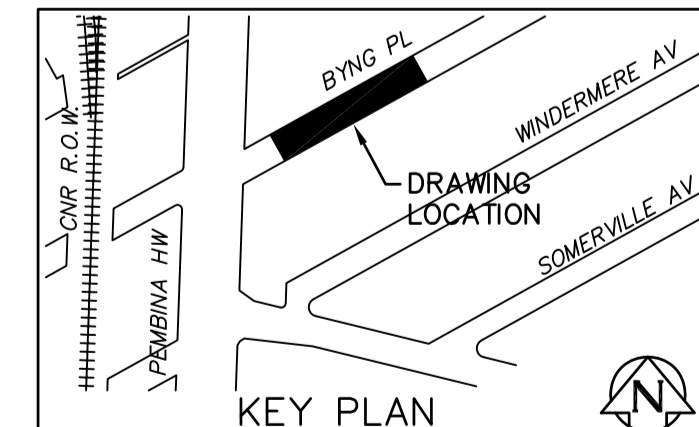 BYNG PL
WINDERMERE AV
CNR R.O.W.
DRAWING
LOCATION
SOMERVILLE AV
PEMBINA HW
KEY PLAN
N